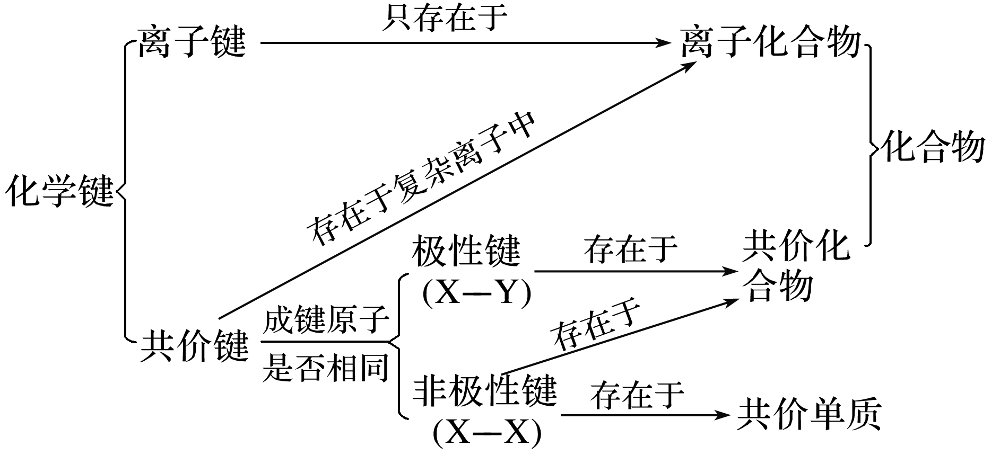 只存在于
离子键
离子化合物
存在于复杂离子中
化合物
化学键
极性键
(X—Y)
存在于
共价化
合物
成键原子
是否相同
共价键
存在于
非极性键
(X—X)
存在于
共价单质